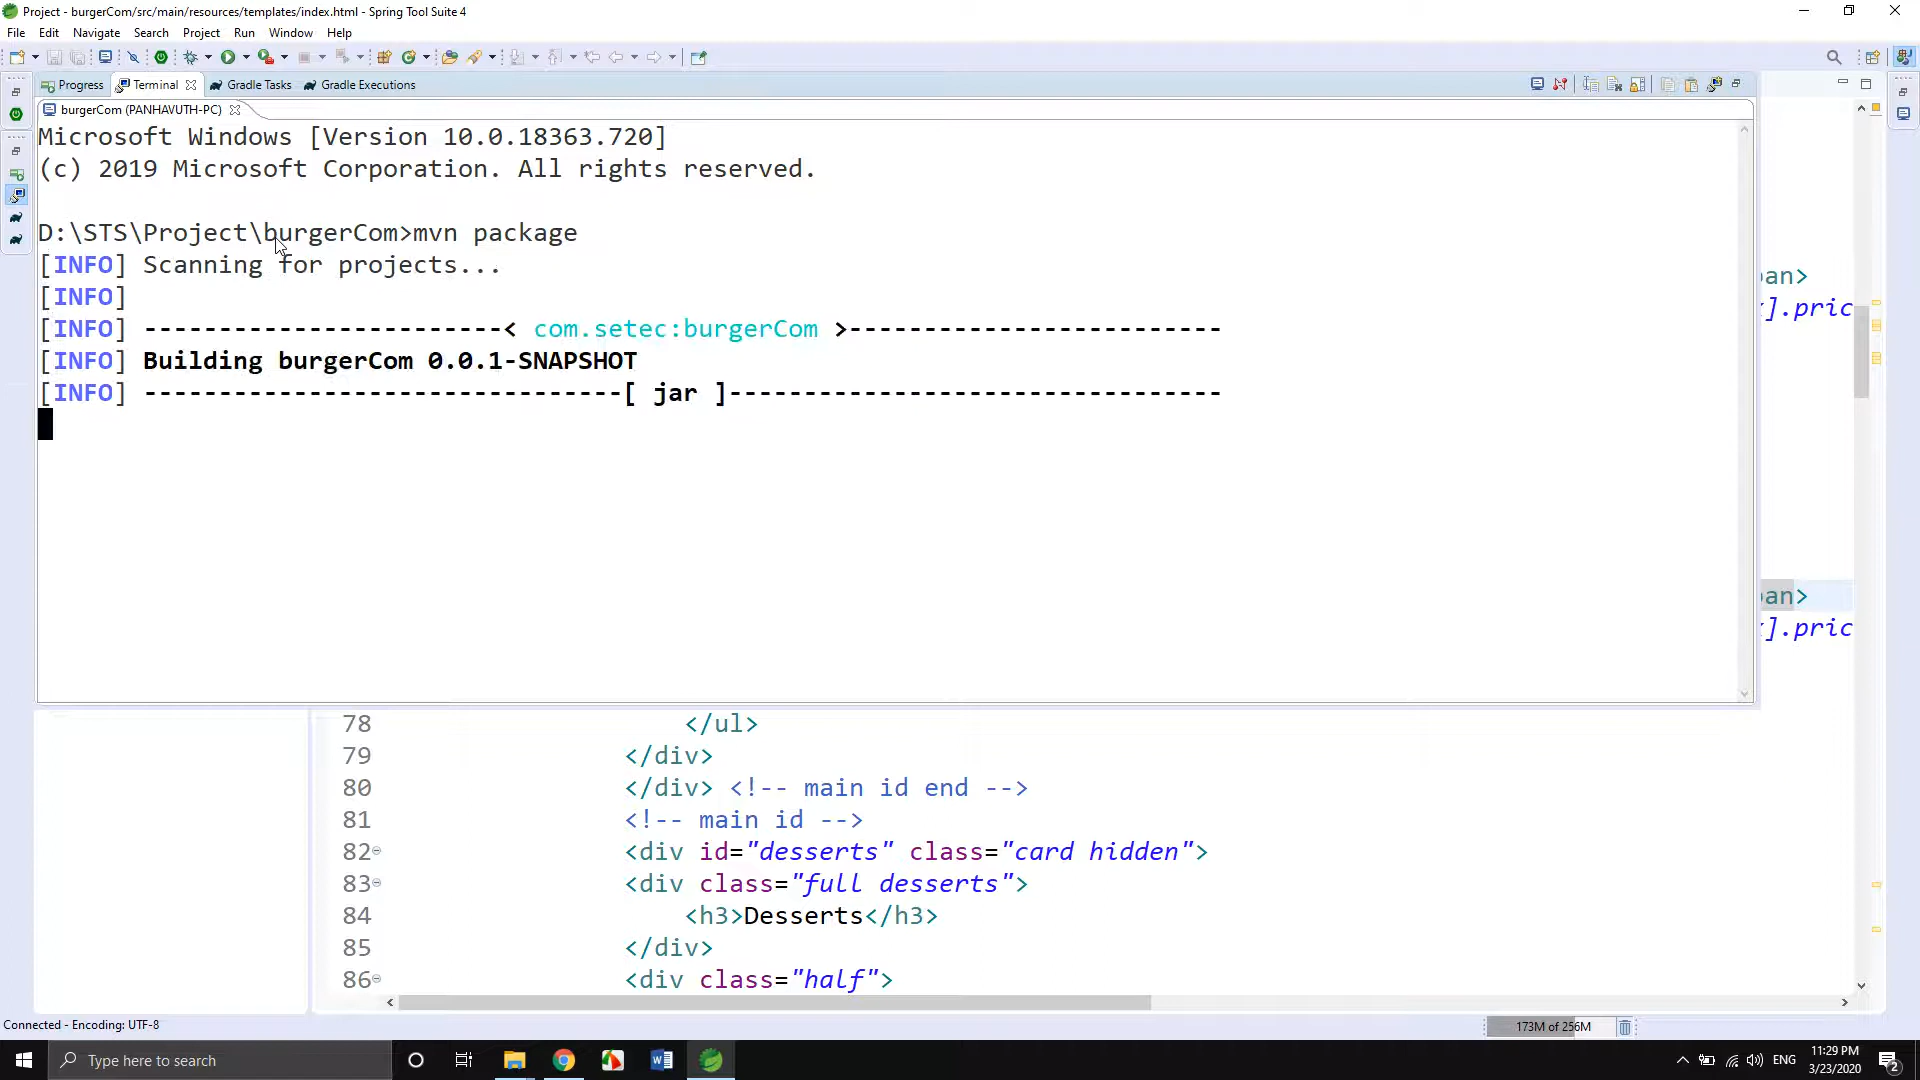 Project - burgerCom/src/main/resources/templates/index.html - Spring Tool Suite 4
File Edit Navigate Search Project Run Window Help
Progress Terminal Gradle Tasks Gradle Executions
burgerCom (PANHAVUTH-PC)
Microsoft Windows [Version 10.0.18363.720]
(c) 2019 Microsoft Corporation. All rights reserved.
D:\STS\Project\burgerCom>mvn package
[INFO] Scanning for projects...
[INFO]
[INFO] ------------------------< com.setec:burgerCom >-------------------------
[INFO] Building burgerCom 0.0.1-SNAPSHOT
[INFO] --------------------------------[ jar ]---------------------------------
an>
].pric
an>
].pric
78 </ul>
79 </div>
80 </div> <!-- main id end -->
81 <!-- main id -->
82 <div id="desserts" class="card hidden">
83 <div class="full desserts">
84 <h3>Desserts</h3>
85 </div>
86 <div class="half">
Connected - Encoding: UTF-8
173M of 256M
Type here to search
ENG
11:29 PM
3/23/2020
2